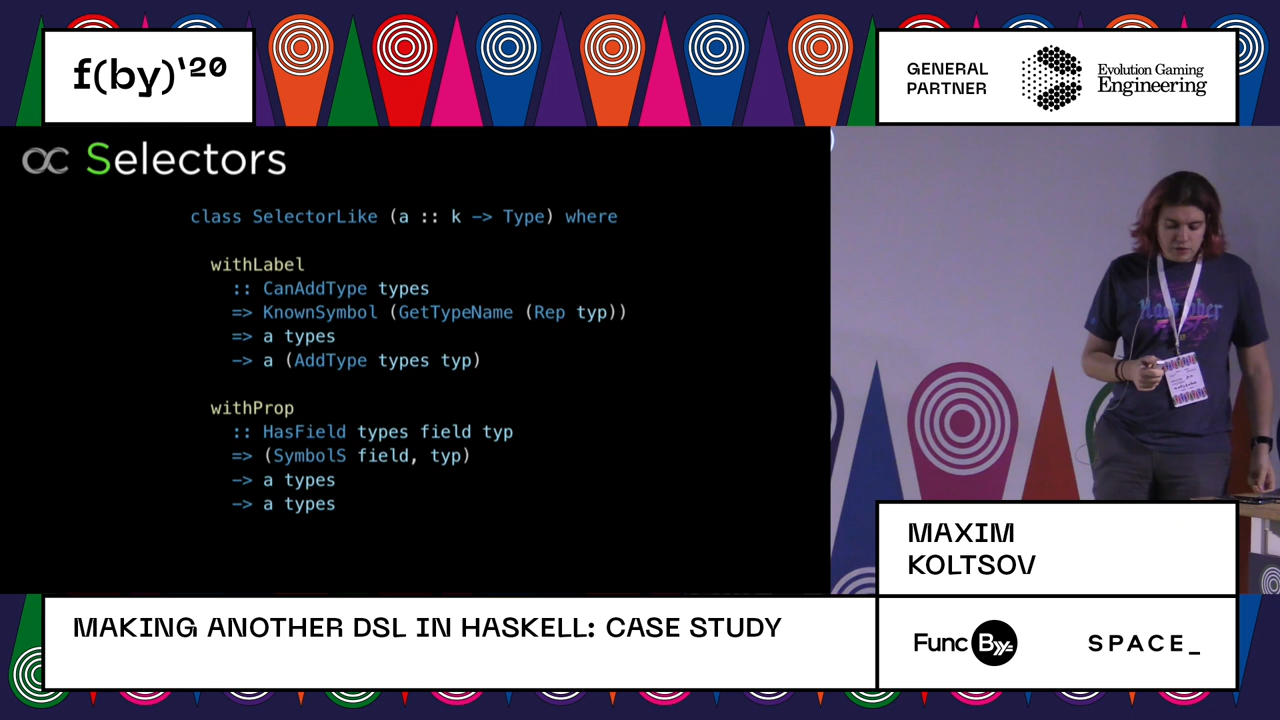 f(by)'20
GENERAL
PARTNER
Evolution Gaming
Engineering
Selectors
class SelectorLike (a :: k -> Type) where
withLabel
:: CanAddType types
=> KnownSymbol (GetTypeName (Rep typ))
=> a types
-> a (AddType types typ)
withProp
:: HasField types field typ
=> (SymbolS field, typ)
-> a types
-> a types
MAXIM
KOLTSOV
MAKING ANOTHER DSL IN HASKELL: CASE STUDY
Func By
SPACE_